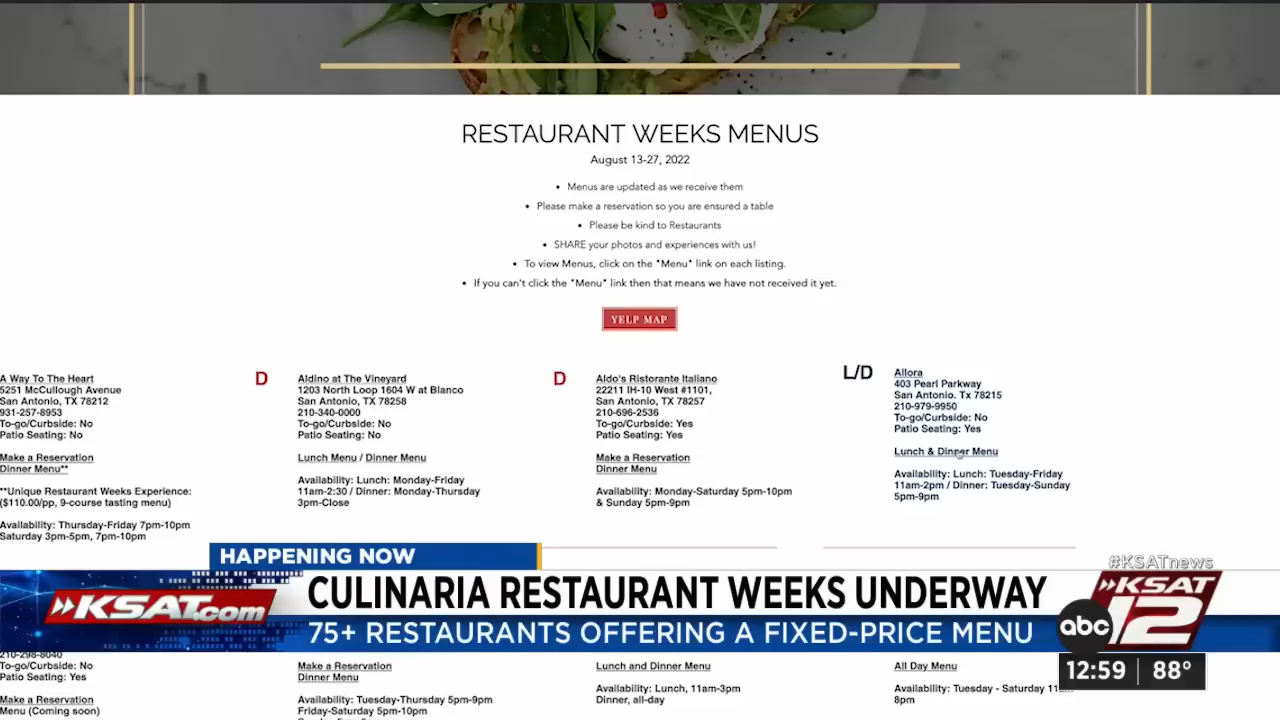 RESTAURANT WEEKS MENUS
August 13-27, 2022
• Menus are updated as we receive them
• Please make a reservation so you are ensured a table
• Please be kind to Restaurants
• SHARE your photos and experiences with us!
• To view Menus, click on the "Menu" link on each listing.
• If you can't click the "Menu" link then that means we have not received it yet.
YELP MAP
A Way To The Heart
5251 McCullough Avenue
San Antonio, TX 78212
931-257-8953
To-go/Curbside: No
Patio Seating: No
Make a Reservation
Dinner Menu**
**Unique Restaurant Weeks Experience:
($110.00/pp, 9-course tasting menu)
Availability: Thursday-Friday 7pm-10pm
Saturday 3pm-5pm, 7pm-10pm
D
Aldino at The Vineyard
1203 North Loop 1604 W at Blanco
San Antonio, TX 78258
210-340-0000
To-go/Curbside: No
Patio Seating: No
Lunch Menu / Dinner Menu
Availability: Lunch: Monday-Friday
11am-2:30 / Dinner: Monday-Thursday
3pm-Close
D
Aldo's Ristorante Italiano
22211 IH-10 West #1101,
San Antonio, TX 78257
210-696-2536
To-go/Curbside: Yes
Patio Seating: Yes
Make a Reservation
Dinner Menu
Availability: Monday-Saturday 5pm-10pm
& Sunday 5pm-9pm
L/D
Allora
403 Pearl Parkway
San Antonio. Tx 78215
210-979-9950
To-go/Curbside: No
Patio Seating: Yes
Lunch & Dinner Menu
Availability: Lunch: Tuesday-Friday
11am-2pm / Dinner: Tuesday-Sunday
5pm-9pm
HAPPENING NOW
#KSATnews
KSAT.com
CULINARIA RESTAURANT WEEKS UNDERWAY
75+ RESTAURANTS OFFERING A FIXED-PRICE MENU
abc
KSAT
12
12:59 88°
210-298-8040
To-go/Curbside: No
Patio Seating: Yes
Make a Reservation
Menu (Coming soon)
Make a Reservation
Dinner Menu
Availability: Tuesday-Thursday 5pm-9pm
Friday-Saturday 5pm-10pm
Lunch and Dinner Menu
Availability: Lunch, 11am-3pm
Dinner, all-day
All Day Menu
Availability: Tuesday - Saturday
8pm